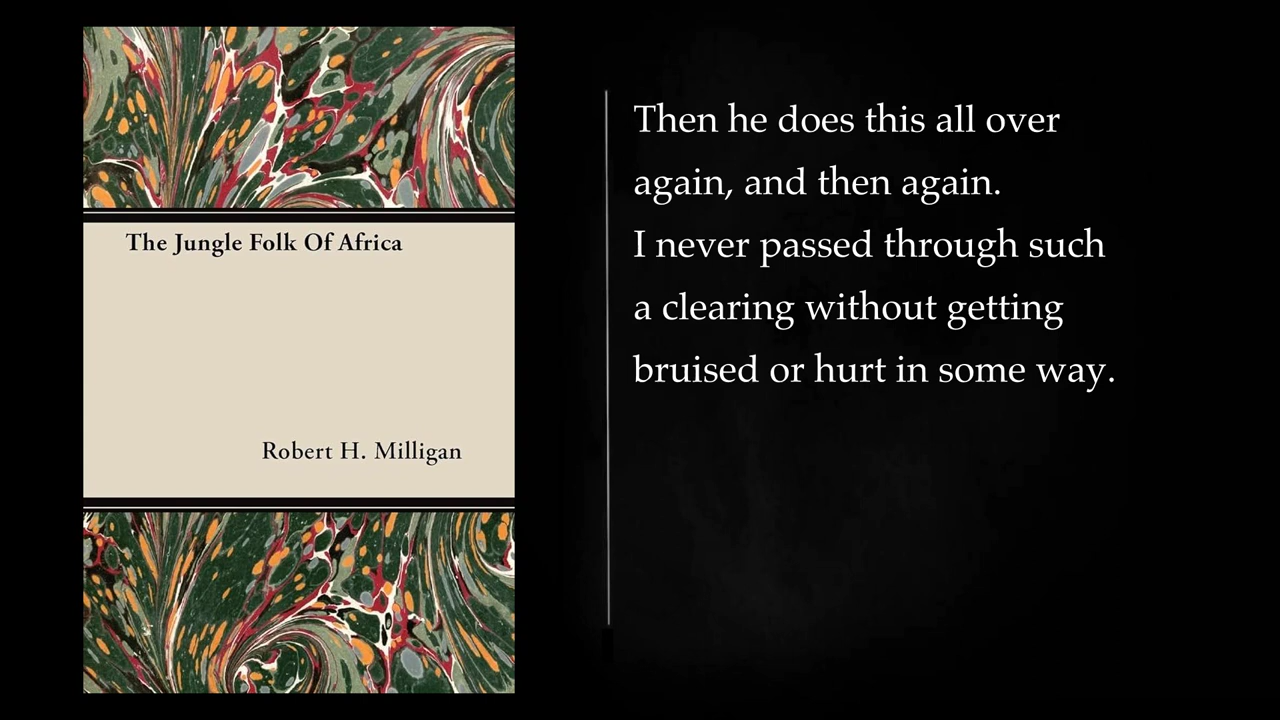 The Jungle Folk Of Africa
Robert H. Milligan
Then he does this all over
again, and then again.
I never passed through such
a clearing without getting
bruised or hurt in some way.